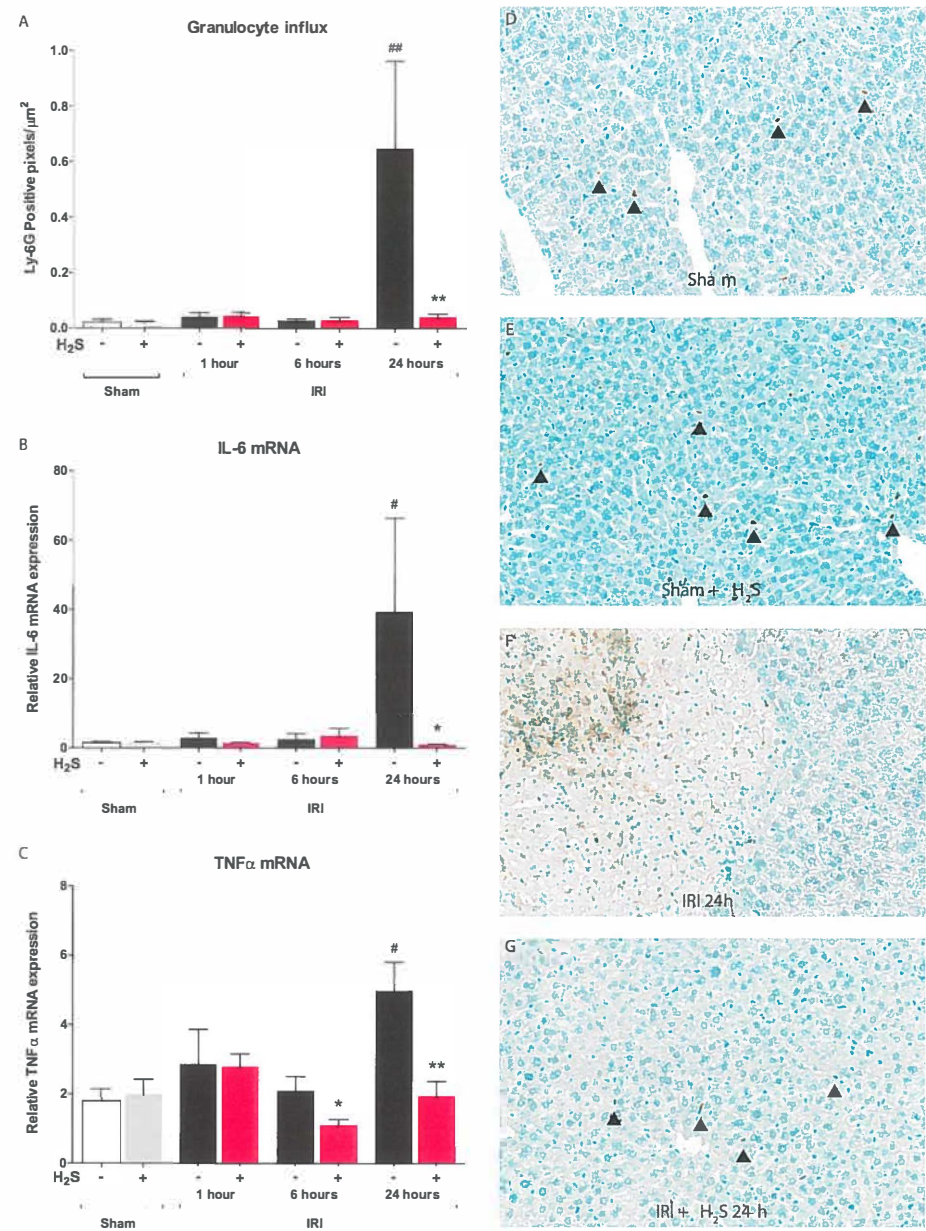 A
Granulocyte influx
Ly-6G Positive pixels/µm²
1.0
0.8
0.6
0.4
0.2
0.0
##
**
H₂S - + - + - + - +
1 hour 6 hours 24 hours
Sham IRI
B
IL-6 mRNA
Relative IL-6 mRNA expression
80
60
40
20
0
#
*
H₂S - + - + - + - +
1 hour 6 hours 24 hours
Sham IRI
C
TNFα mRNA
Relative TNFα mRNA expression
8
6
4
2
0
#
*
**
H₂S - + - + - + - +
1 hour 6 hours 24 hours
Sham IRI
D
Sham
E
Sham + H₂S
F
IRI 24h
G
IRI + H₂S 24 h